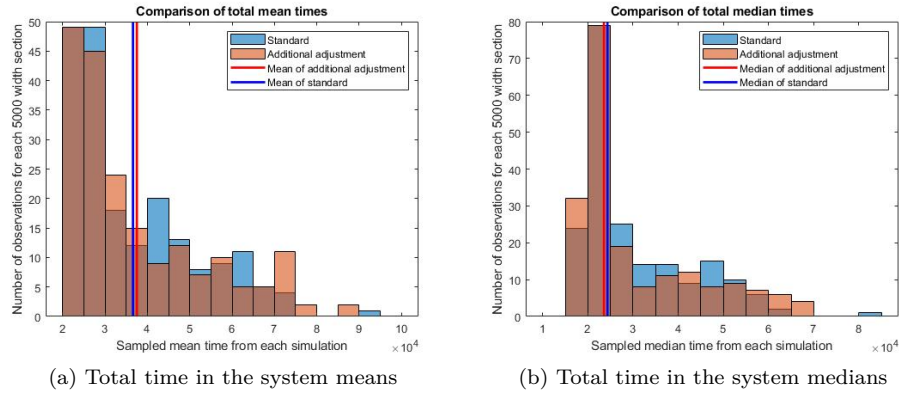 Comparison of total mean times
50
45
40
35
30
25
20
15
10
5
0
Number of observations for each 5000 width section
Standard
Additional adjustment
Mean of additional adjustment
Mean of standard
2 3 4 5 6 7 8 9 10
×10⁴
Sampled mean time from each simulation
(a) Total time in the system means
Comparison of total median times
80
70
60
50
40
30
20
10
0
Number of observations for each 5000 width section
Standard
Additional adjustment
Median of additional adjustment
Median of standard
1 2 3 4 5 6 7 8
×10⁴
Sampled median time from each simulation
(b) Total time in the system medians